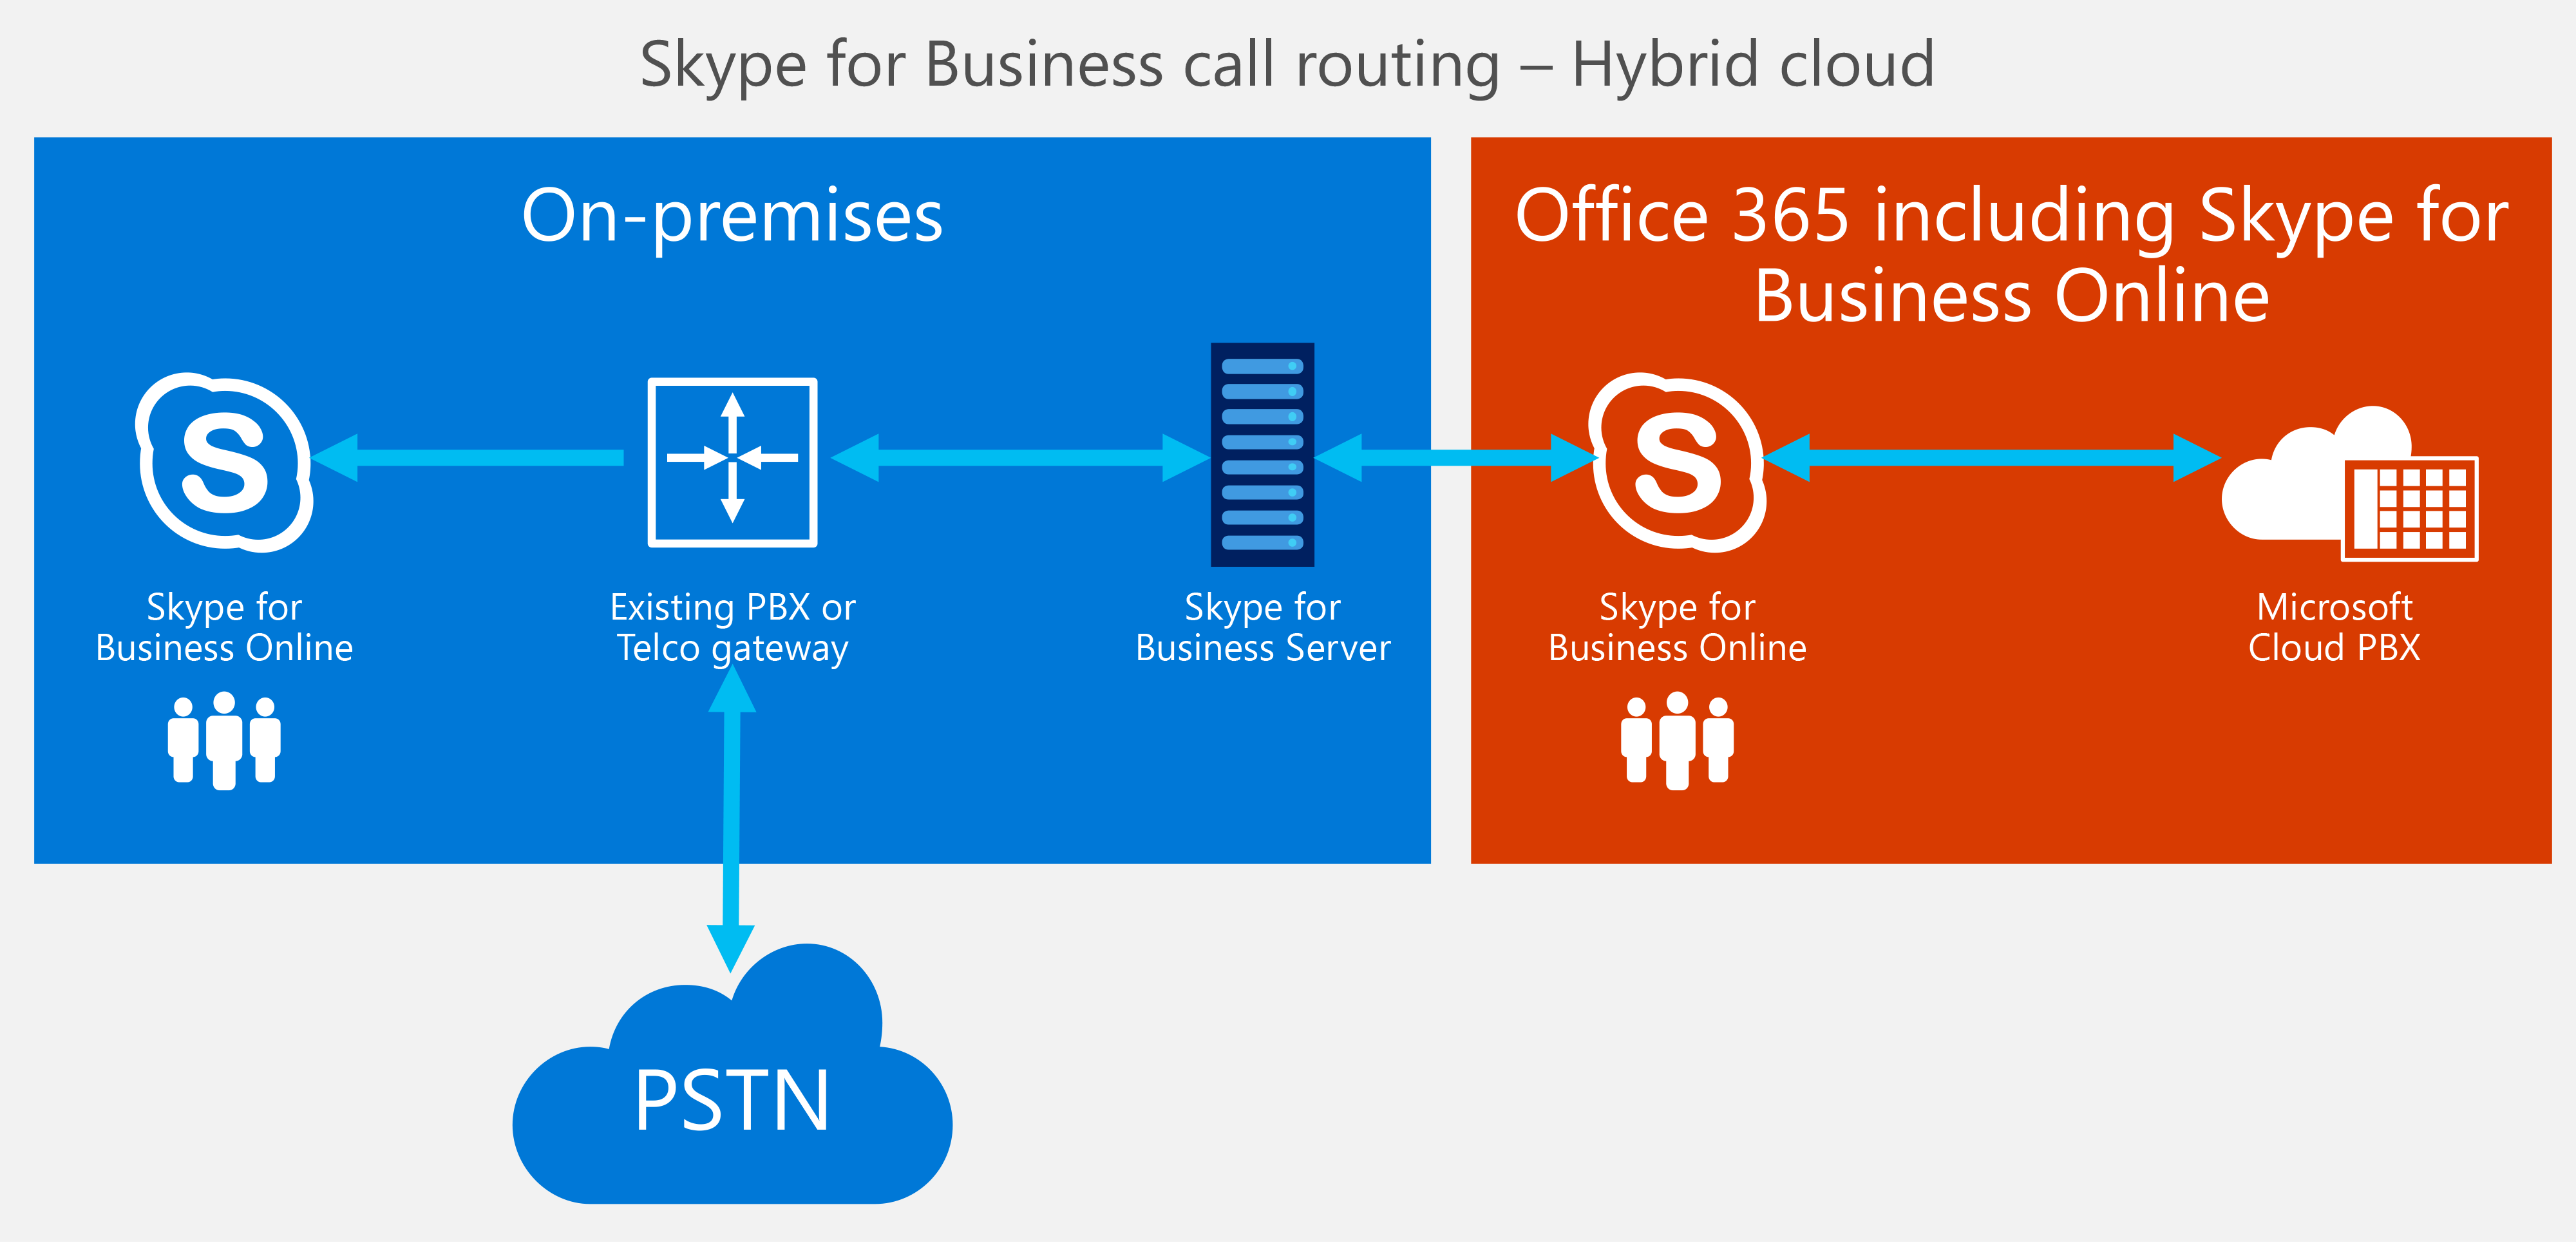 Skype for Business call routing – Hybrid cloud
On-premises
Skype for
Business Online
Existing PBX or
Telco gateway
Skype for
Business Server
Office 365 including Skype for
Business Online
Skype for
Business Online
Microsoft
Cloud PBX
PSTN